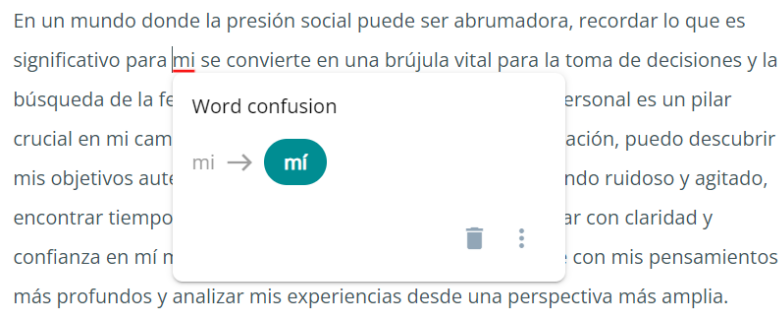 En un mundo donde la presión social puede ser abrumadora, recordar lo que es
significativo para mi se convierte en una brújula vital para la toma de decisiones y la
búsqueda de la
ersonal es un pilar
Word confusion
crucial en mi
ación, puedo descubrir
mi → mí
mis objetivos
ndo ruidoso y agitado,
encontrar tiempo
ar con claridad y
confianza en mí
con mis pensamientos
más profundos y analizar mis experiencias desde una perspectiva más amplia.